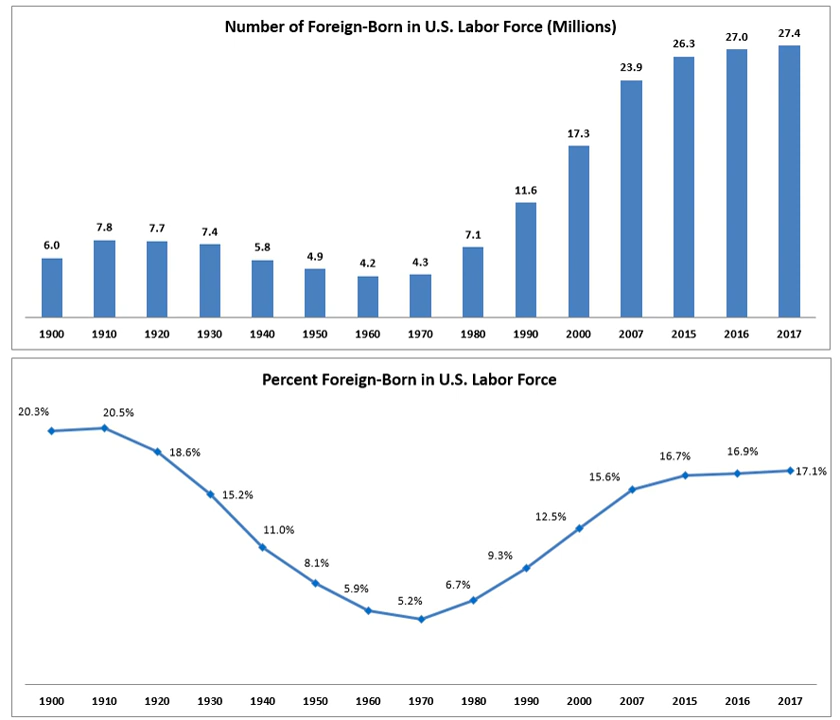 Number of Foreign-Born in U.S. Labor Force (Millions)
6.0 7.8 7.7 7.4 5.8 4.9 4.2 4.3 7.1 11.6 17.3 23.9 26.3 27.0 27.4
1900 1910 1920 1930 1940 1950 1960 1970 1980 1990 2000 2007 2015 2016 2017
Percent Foreign-Born in U.S. Labor Force
20.3% 20.5% 18.6% 15.2% 11.0% 8.1% 5.9% 5.2% 6.7% 9.3% 12.5% 15.6% 16.7% 16.9% 17.1%
1900 1910 1920 1930 1940 1950 1960 1970 1980 1990 2000 2007 2015 2016 2017